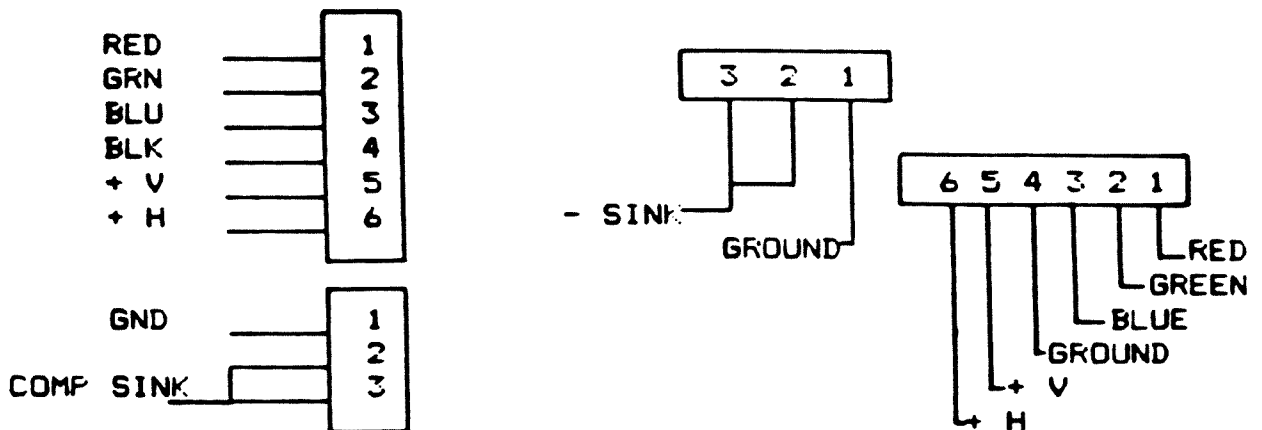 RED 1
GRN 2
BLU 3
BLK 4
+ V 5
+ H 6
GND 1
2
COMP SINK 3
3 2 1
- SINK
GROUND
6 5 4 3 2 1
RED
GREEN
BLUE
GROUND
+ V
+ H